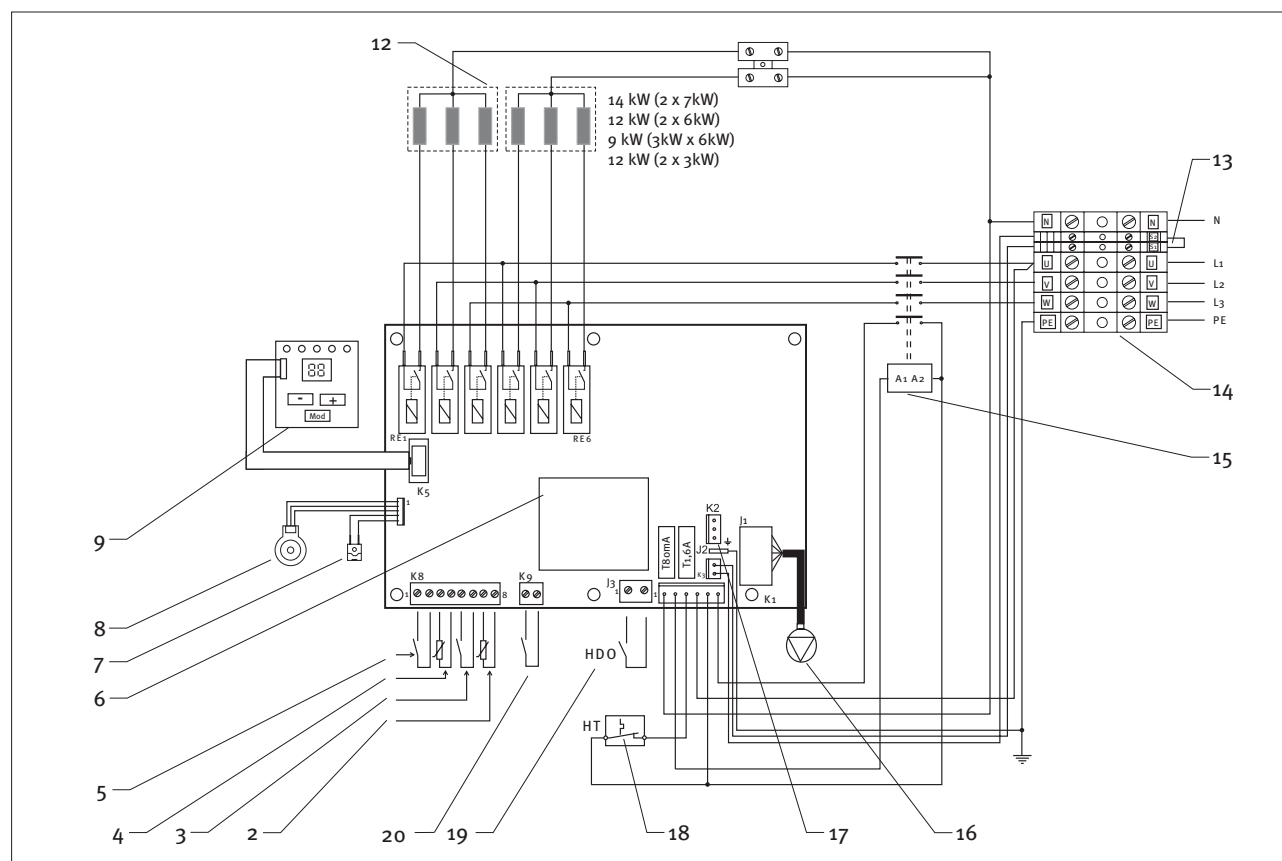 12
14 kW (2 x 7kW)
12 kW (2 x 6kW)
9 kW (3kW x 6kW)
12 kW (2 x 3kW)
13
N N N
S2
S1
U U L1
V V L2
W W L3
PE PE PE
14
A1 A2
15
88
- +
Mod
9
RE1 RE6
K5
1
8
7
6
K8
1 8
K9
J3
1
T80mA
T1,6A
K2
J2
K3
J1
1
K1
HDO
HT
5
4
3
2
20
19
18
17
16